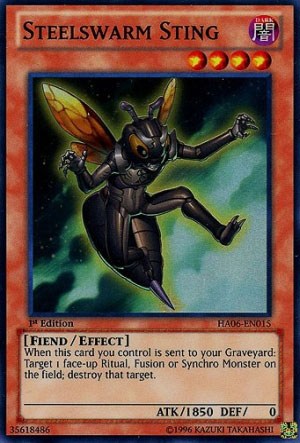 STEELSWARM STING
DARK
闇
1st Edition
HA06-EN015
[FIEND / EFFECT]
When this card you control is sent to your Graveyard:
Target 1 face-up Ritual, Fusion or Synchro Monster on
the field; destroy that target.
ATK/1850 DEF/ 0
35618486
©1996 KAZUKI TAKAHASHI